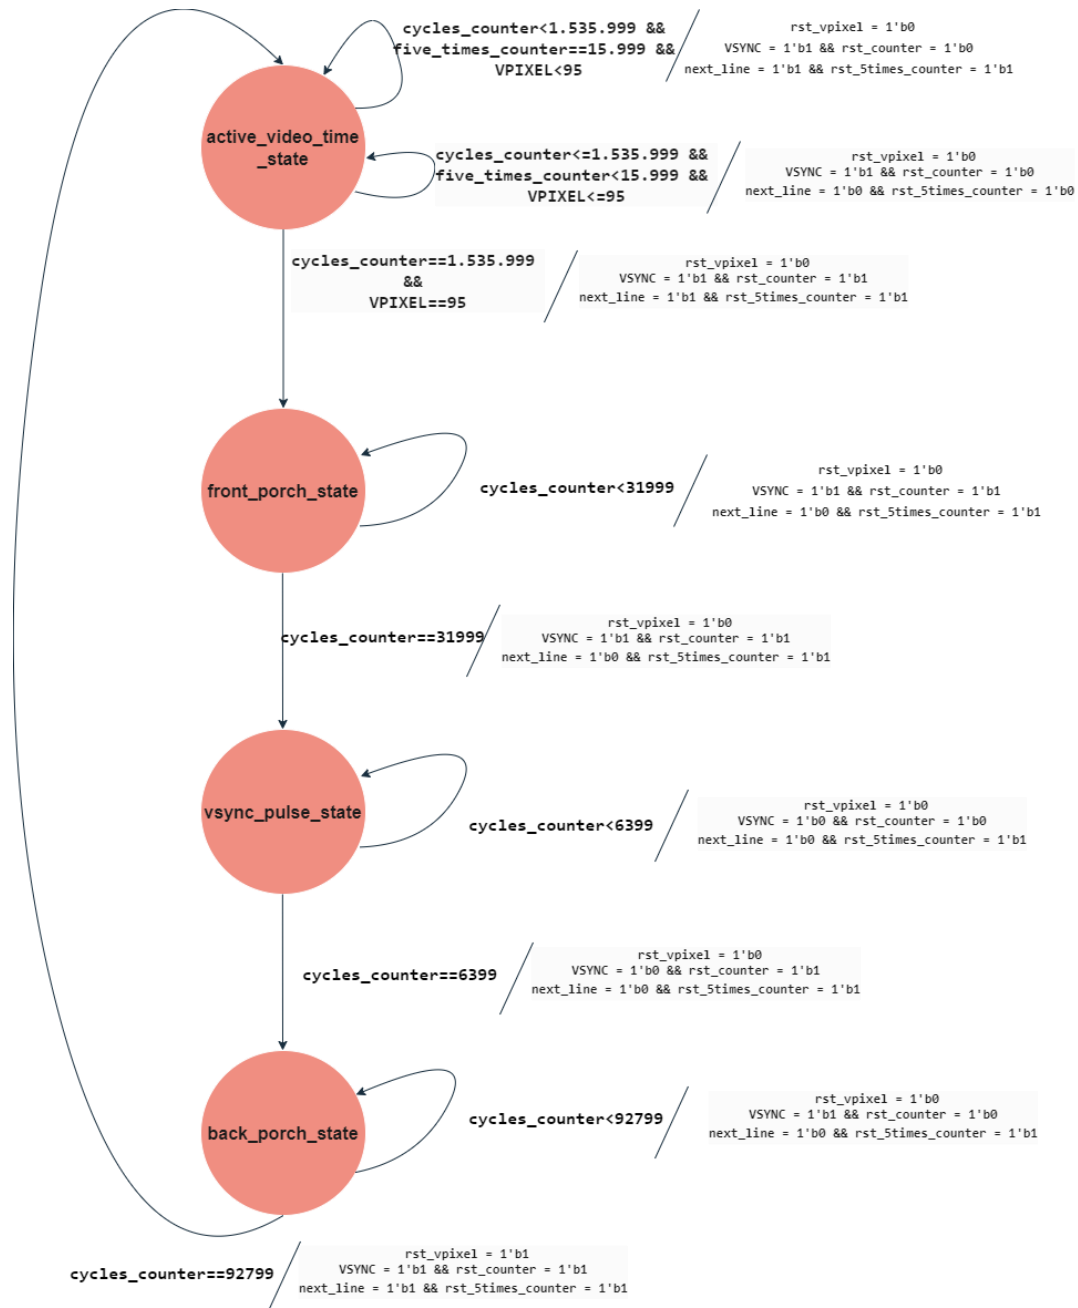 cycles_counter<1.535.999 &&
five_times_counter==15.999 &&
VPIXEL<95
rst_vpixel = 1'b0
VSYNC = 1'b1 && rst_counter = 1'b0
next_line = 1'b1 && rst_5times_counter = 1'b1
active_video_time
_state
cycles_counter<=1.535.999 &&
five_times_counter<15.999 &&
VPIXEL<=95
rst_vpixel = 1'b0
VSYNC = 1'b1 && rst_counter = 1'b0
next_line = 1'b0 && rst_5times_counter = 1'b0
cycles_counter==1.535.999
&&
VPIXEL==95
rst_vpixel = 1'b0
VSYNC = 1'b1 && rst_counter = 1'b1
next_line = 1'b1 && rst_5times_counter = 1'b1
front_porch_state
cycles_counter<31999
rst_vpixel = 1'b0
VSYNC = 1'b1 && rst_counter = 1'b1
next_line = 1'b0 && rst_5times_counter = 1'b1
cycles_counter==31999
rst_vpixel = 1'b0
VSYNC = 1'b1 && rst_counter = 1'b1
next_line = 1'b0 && rst_5times_counter = 1'b1
vsync_pulse_state
cycles_counter<6399
rst_vpixel = 1'b0
VSYNC = 1'b0 && rst_counter = 1'b0
next_line = 1'b0 && rst_5times_counter = 1'b1
cycles_counter==6399
rst_vpixel = 1'b0
VSYNC = 1'b0 && rst_counter = 1'b1
next_line = 1'b0 && rst_5times_counter = 1'b1
back_porch_state
cycles_counter<92799
rst_vpixel = 1'b0
VSYNC = 1'b1 && rst_counter = 1'b0
next_line = 1'b0 && rst_5times_counter = 1'b1
cycles_counter==92799
rst_vpixel = 1'b1
VSYNC = 1'b1 && rst_counter = 1'b1
next_line = 1'b1 && rst_5times_counter = 1'b1